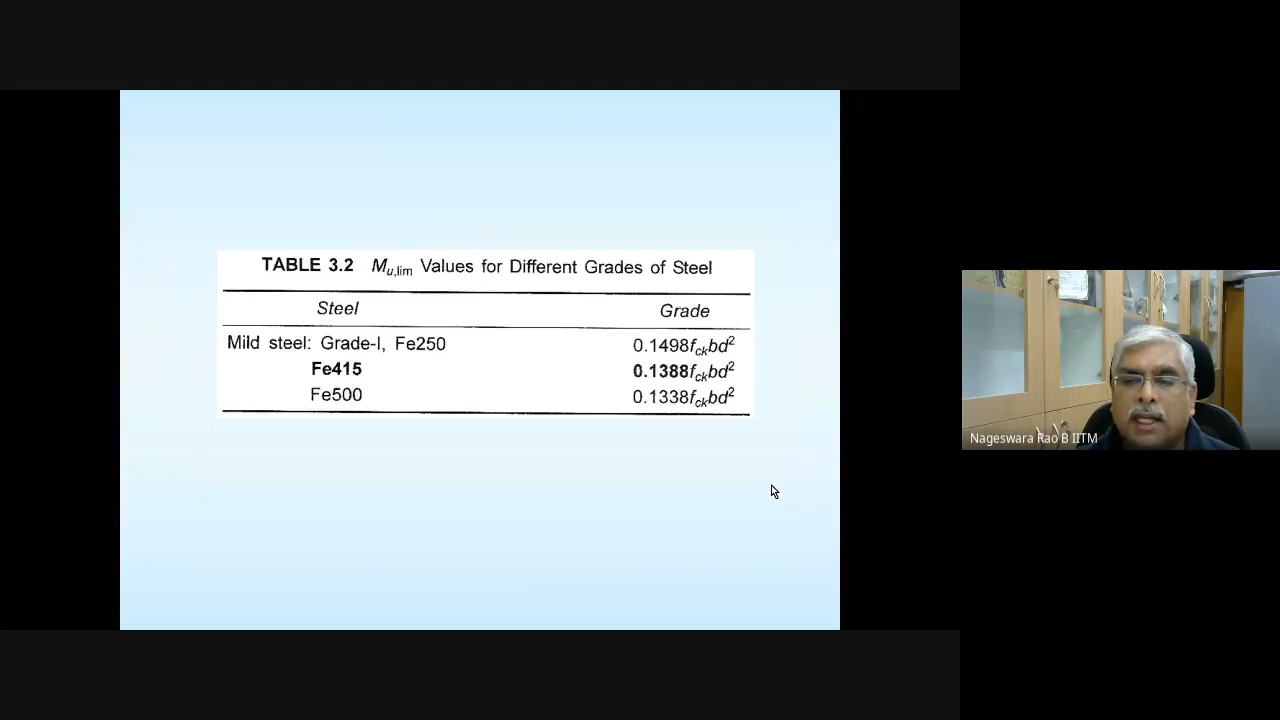 TABLE 3.2 Mu,lim Values for Different Grades of Steel
Steel Grade
Mild steel: Grade-I, Fe250 0.1498fckbd²
Fe415 0.1388fckbd²
Fe500 0.1338fckbd²
Nageswara Rao B IITM